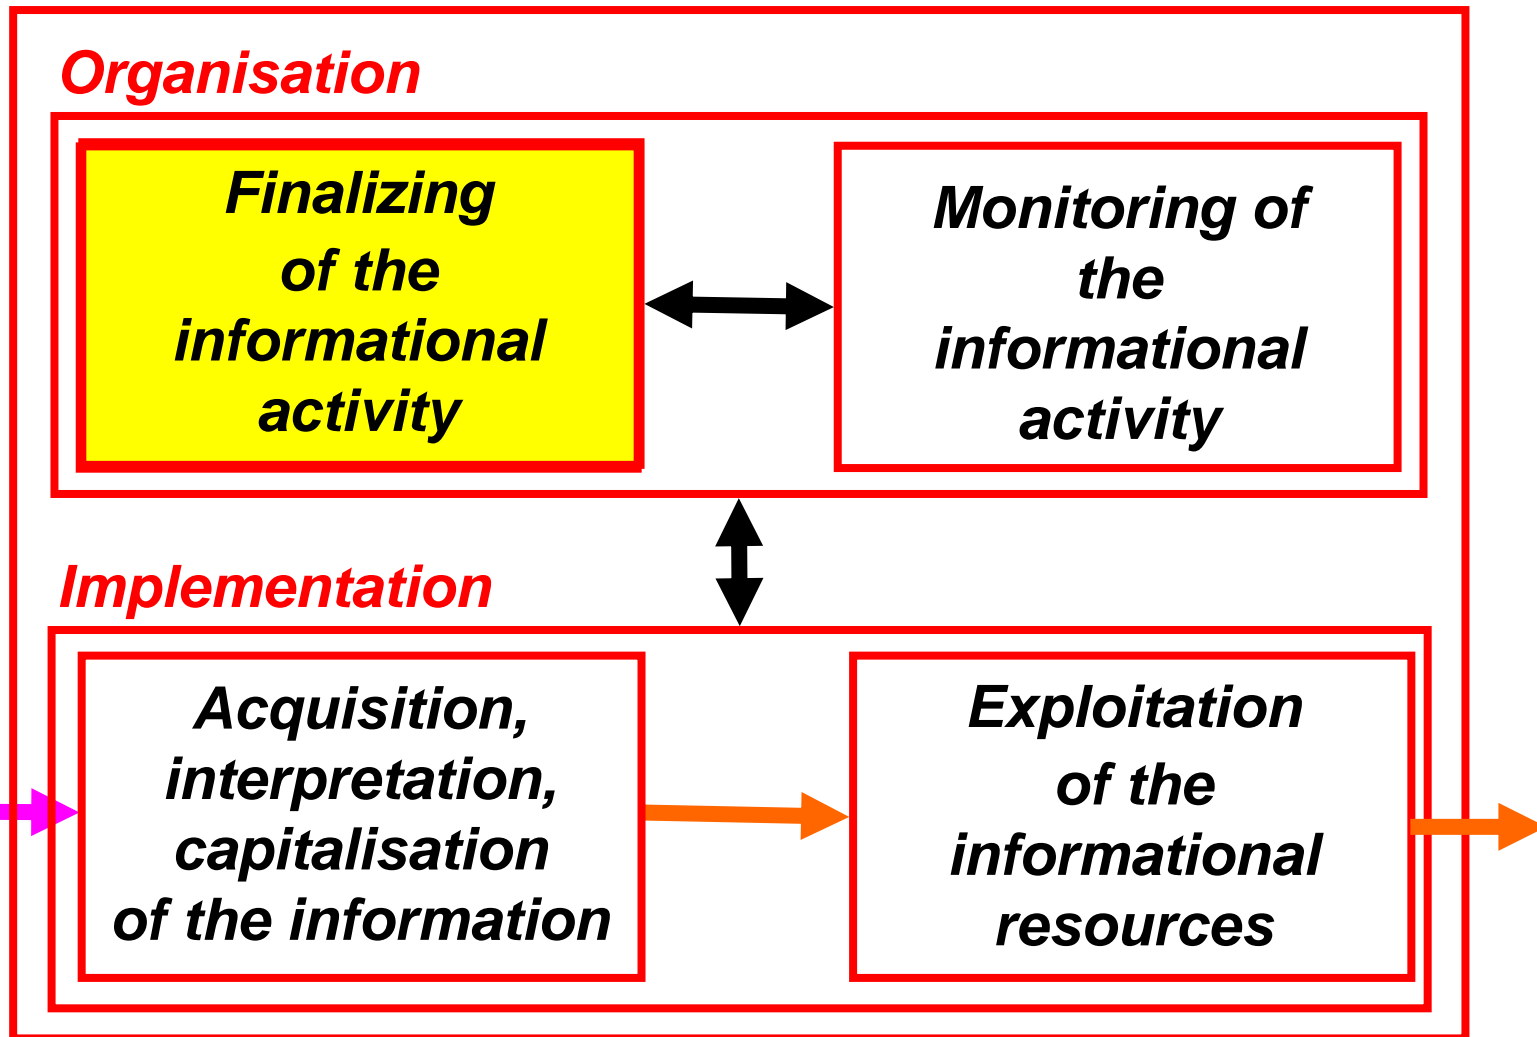 Organisation
Finalizing
of the
informational
activity
Monitoring of
the
informational
activity
Implementation
Acquisition,
interpretation,
capitalisation
of the information
Exploitation
of the
informational
resources